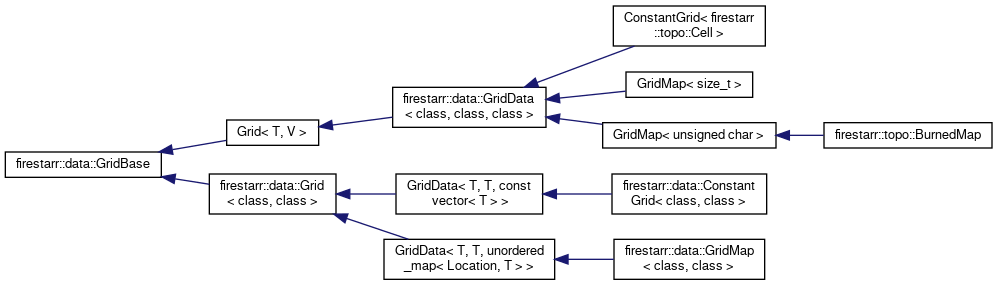 ConstantGrid< firestarr
::topo::Cell >
GridMap< size_t >
firestarr::data::GridData
< class, class, class >
Grid< T, V >
GridMap< unsigned char >
firestarr::topo::BurnedMap
firestarr::data::GridBase
firestarr::data::Grid
< class, class >
GridData< T, T, const
vector< T > >
firestarr::data::Constant
Grid< class, class >
GridData< T, T, unordered
_map< Location, T > >
firestarr::data::GridMap
< class, class >